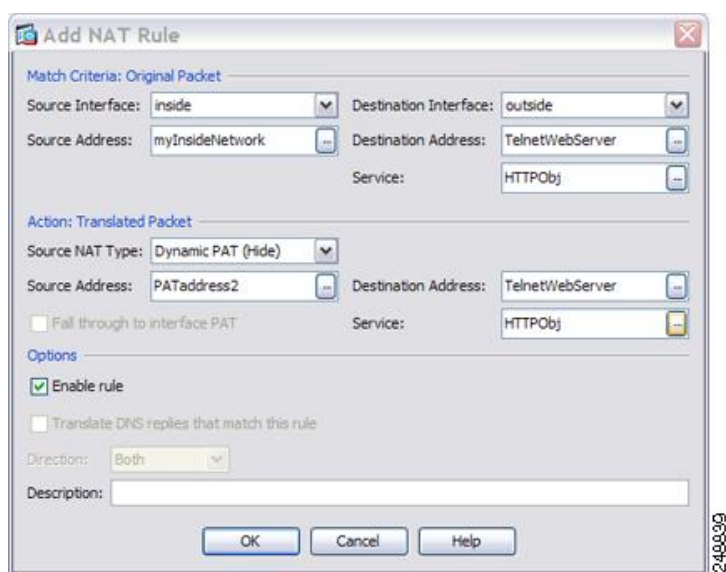 Add NAT Rule
Match Criteria: Original Packet
Source Interface: inside Destination Interface: outside
Source Address: myInsideNetwork ... Destination Address: TelnetWebServer ...
Service: HTTPObj ...
Action: Translated Packet
Source NAT Type: Dynamic PAT (Hide)
Source Address: PATaddress2 ... Destination Address: TelnetWebServer ...
Fall through to interface PAT Service: HTTPObj ...
Options
Enable rule
Translate DNS replies that match this rule
Direction: Both
Description:
OK Cancel Help
248839